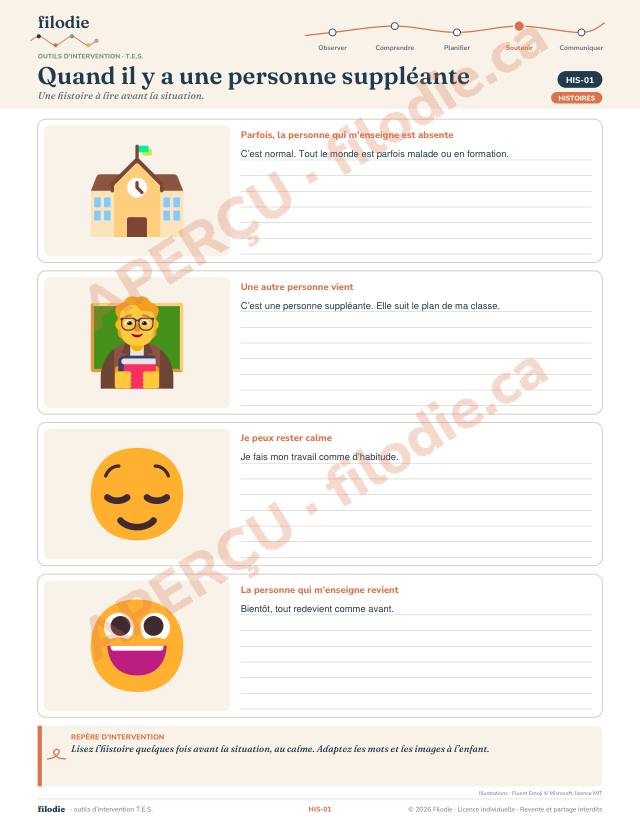 filodie
OUTILS D'INTERVENTION · T.E.S.
Observer
Comprendre
Planifier
Soutenir
Communiquer
Quand il y a une personne suppléante
Une histoire à lire avant la situation.
HIS-01
HISTOIRES
Parfois, la personne qui m'enseigne est absente
C'est normal. Tout le monde est parfois malade ou en formation.
Une autre personne vient
C'est une personne suppléante. Elle suit le plan de ma classe.
Je peux rester calme
Je fais mon travail comme d'habitude.
La personne qui m'enseigne revient
Bientôt, tout redevient comme avant.
APERÇU · filodie.ca
APERÇU · filodie.ca
REPÈRE D'INTERVENTION
Lisez l'histoire quelques fois avant la situation, au calme. Adaptez les mots et les images à l'enfant.
Illustrations : Fluent Emoji © Microsoft, licence MIT
filodie · outils d'intervention T.E.S.
HIS-01
© 2026 Filodie · Licence individuelle · Revente et partage interdits